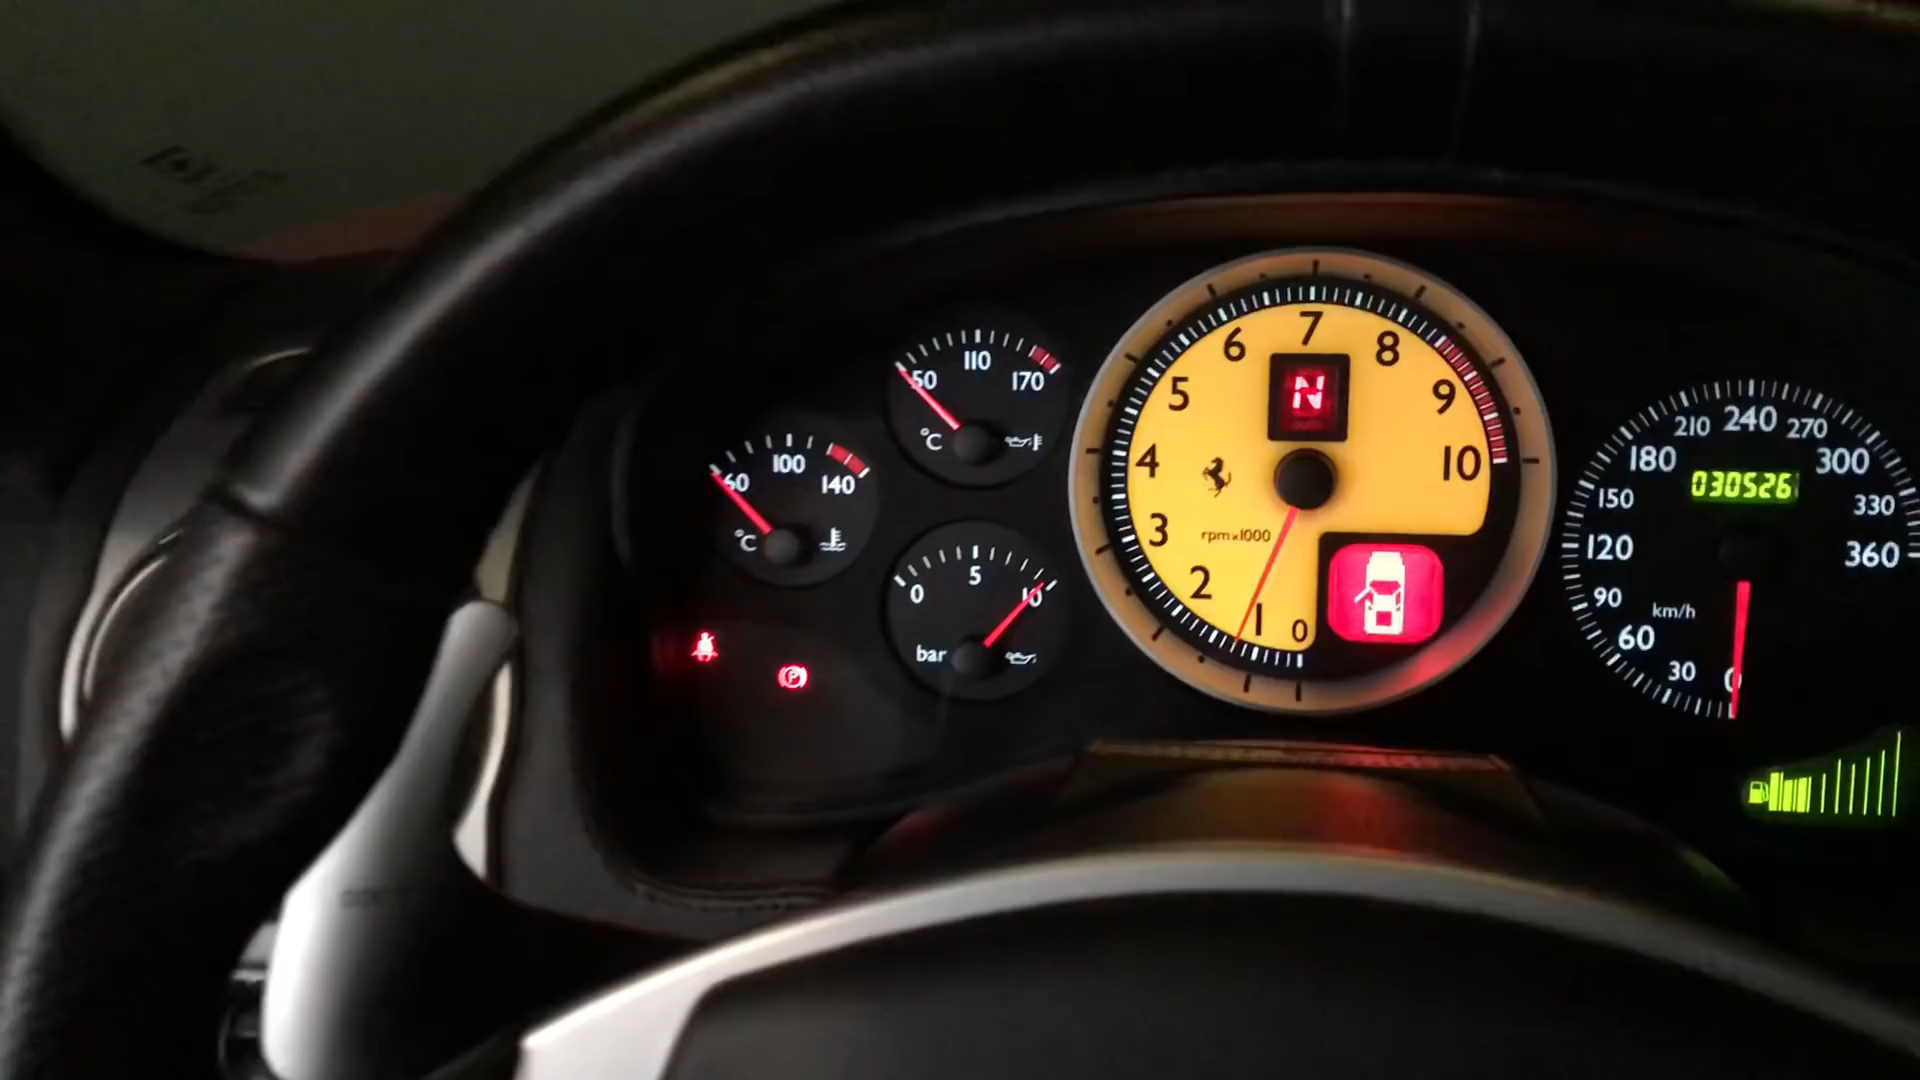 50 110 170
°C
60 100 140
°C
0 5 10
bar
0 1 2 3 4 5 6 7 8 9 10
N
rpm x1000
P
0 30 60 90 120 150 180 210 240 270 300 330 360
030526
km/h